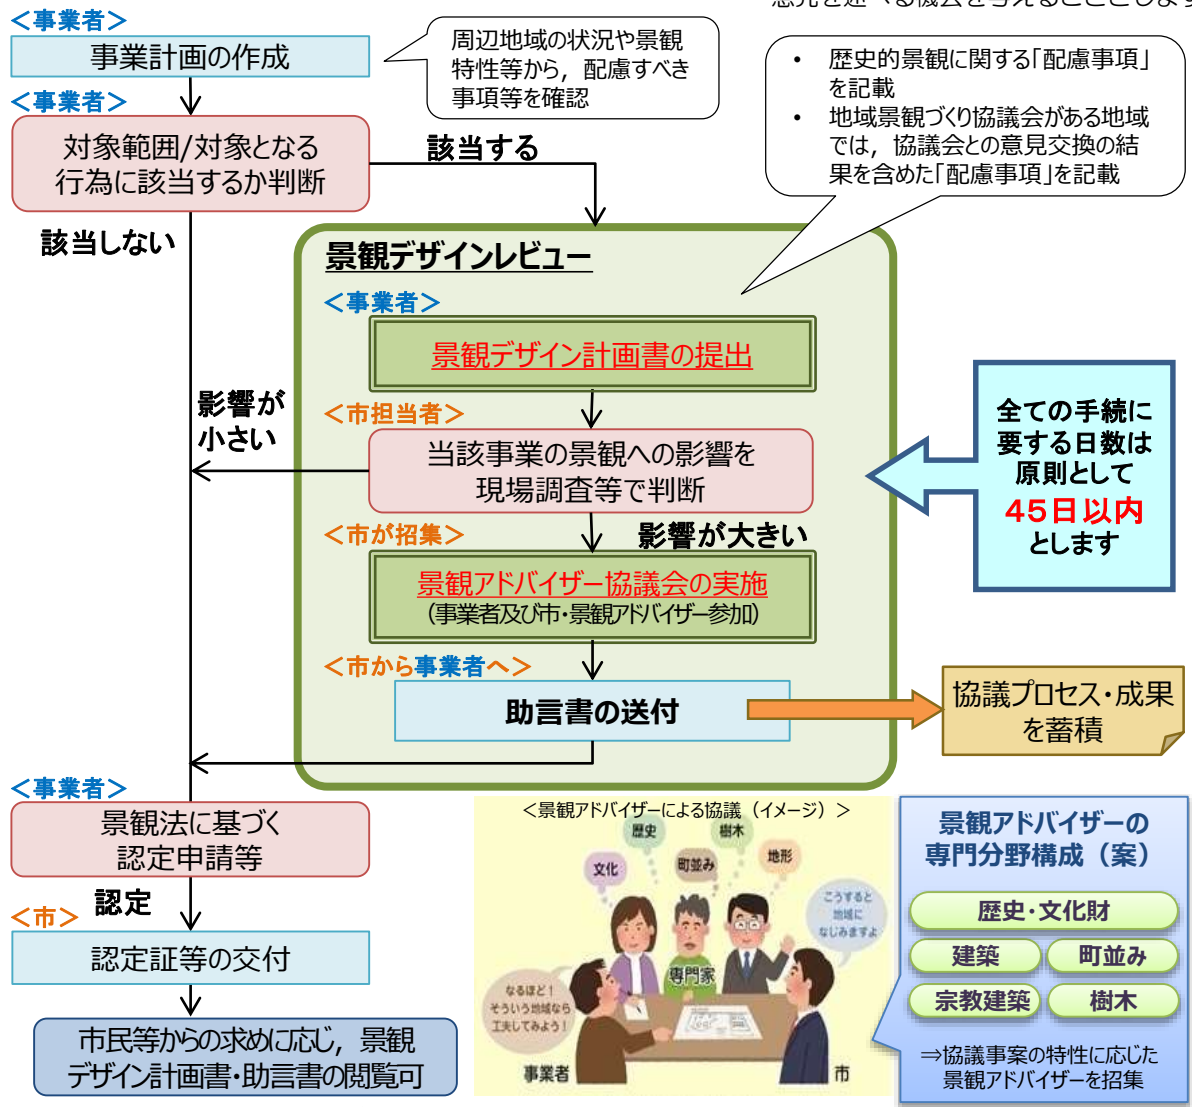 意見を述べる機会を与えることとします
＜事業者＞
事業計画の作成
周辺地域の状況や景観
特性等から，配慮すべき
事項等を確認
• 歴史的景観に関する「配慮事項」
を記載
• 地域景観づくり協議会がある地域
では，協議会との意見交換の結
果を含めた「配慮事項」を記載
＜事業者＞
対象範囲/対象となる
行為に該当するか判断
該当する
該当しない
景観デザインレビュー
＜事業者＞
景観デザイン計画書の提出
影響が
小さい
＜市担当者＞
当該事業の景観への影響を
現場調査等で判断
全ての手続に
要する日数は
原則として
４５日以内
とします
＜市が招集＞
影響が大きい
景観アドバイザー協議会の実施
（事業者及び市・景観アドバイザー参加）
＜市から事業者へ＞
助言書の送付
協議プロセス・成果
を蓄積
＜事業者＞
景観法に基づく
認定申請等
認定
＜市＞
認定証等の交付
市民等からの求めに応じ，景観
デザイン計画書・助言書の閲覧可
＜景観アドバイザーによる協議（イメージ）＞
歴史
樹木
文化
町並み
地形
こうすると
地域に
なじみますよ
専門家
なるほど！
そういう地域なら
工夫してみよう！
事業者
市
景観アドバイザーの
専門分野構成（案）
歴史・文化財
建築
町並み
宗教建築
樹木
⇒協議事案の特性に応じた
景観アドバイザーを招集